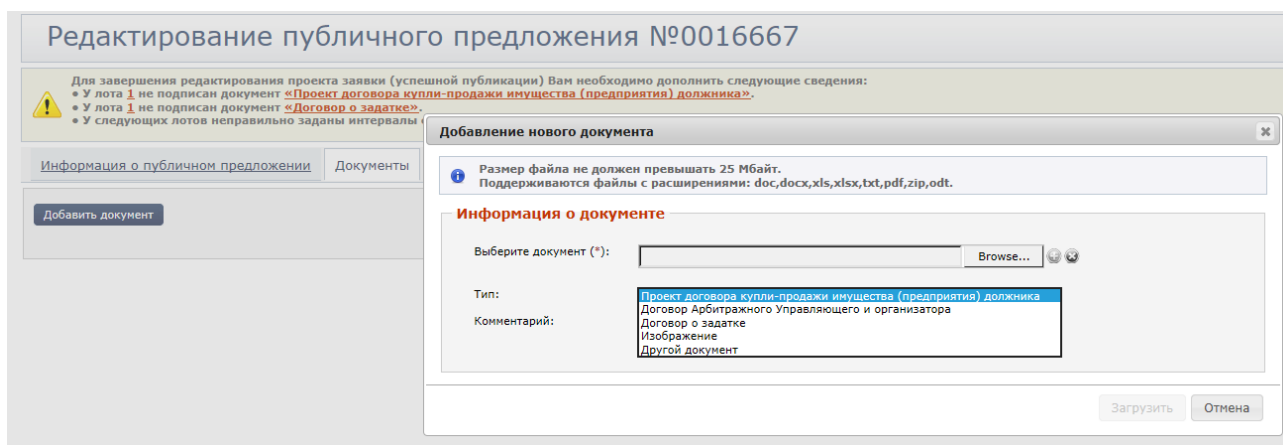 Редактирование публичного предложения №0016667
Для завершения редактирования проекта заявки (успешной публикации) Вам необходимо дополнить следующие сведения:
• У лота 1 не подписан документ «Проект договора купли-продажи имущества (предприятия) должника».
• У лота 1 не подписан документ «Договор о задатке».
• У следующих лотов неправильно заданы интервалы
Информация о публичном предложении
Документы
Добавить документ
Добавление нового документа
Размер файла не должен превышать 25 Мбайт.
Поддерживаются файлы с расширениями: doc,docx,xls,xlsx,txt,pdf,zip,odt.
Информация о документе
Выберите документ (*):
Browse...
Тип:
Проект договора купли-продажи имущества (предприятия) должника
Договор Арбитражного Управляющего и организатора
Договор о задатке
Изображение
Другой документ
Комментарий:
Загрузить
Отмена